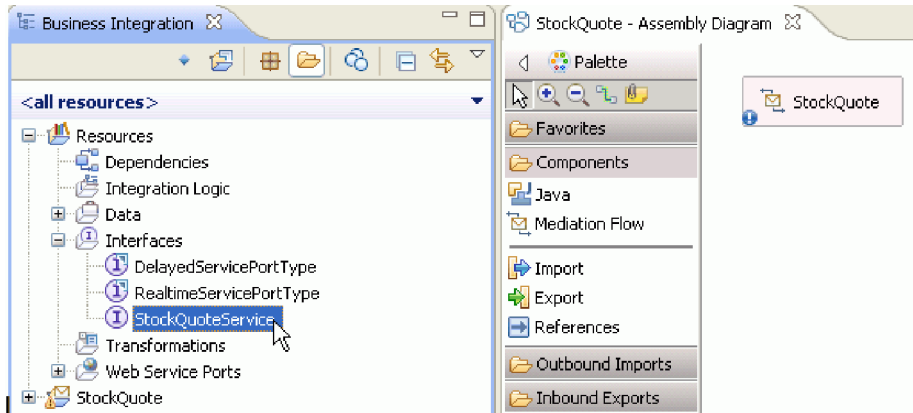 Business Integration
<all resources>
Resources
Dependencies
Integration Logic
Data
Interfaces
DelayedServicePortType
RealtimeServicePortType
StockQuoteService
Transformations
Web Service Ports
StockQuote
StockQuote - Assembly Diagram
Palette
Favorites
Components
Java
Mediation Flow
Import
Export
References
Outbound Imports
Inbound Exports
StockQuote